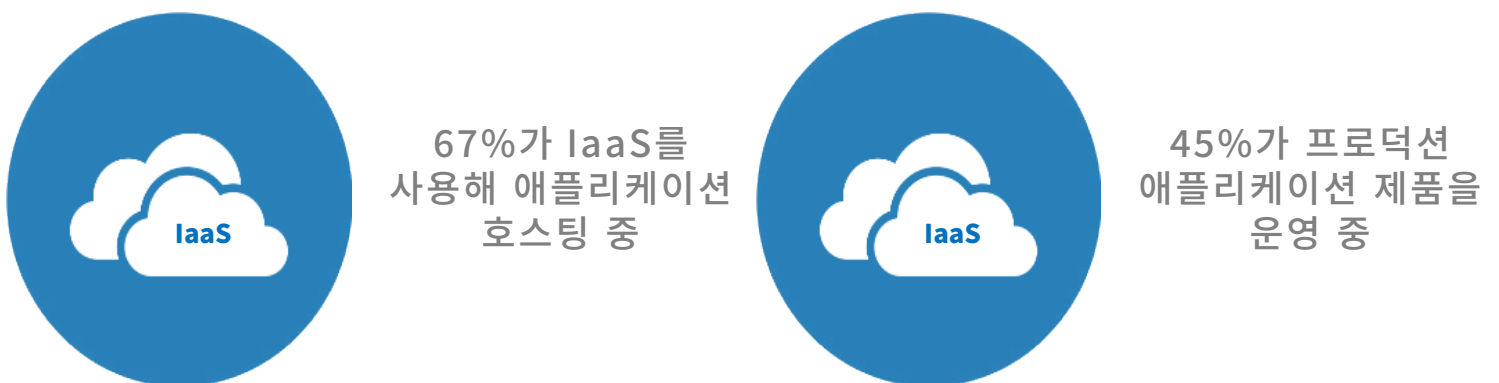 IaaS
67%가 IaaS를
사용해 애플리케이션
호스팅 중
IaaS
45%가 프로덕션
애플리케이션 제품을
운영 중